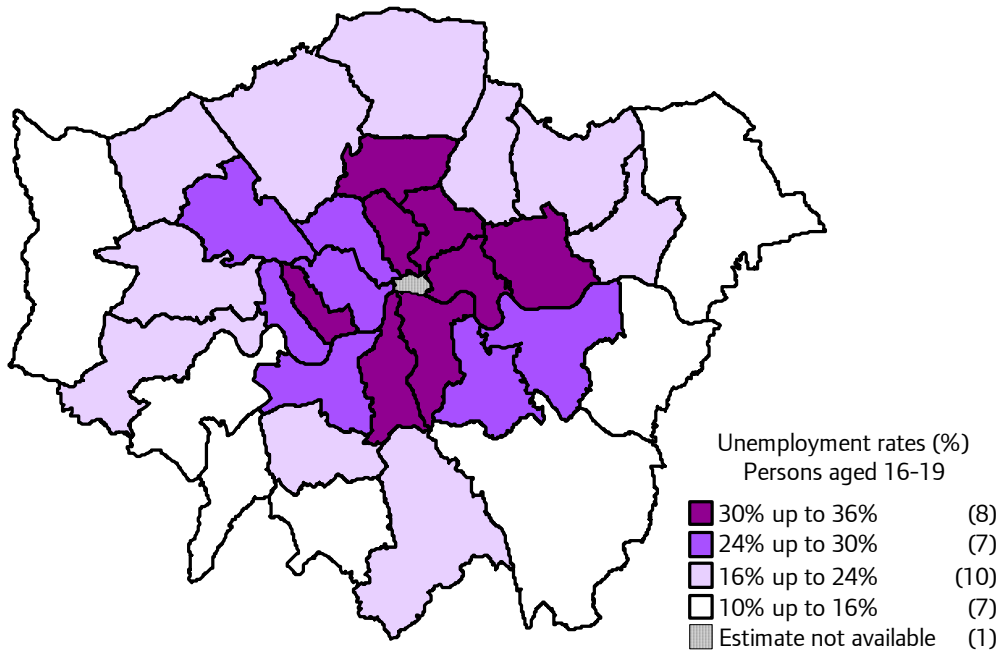 Unemployment rates (%)
Persons aged 16-19
30% up to 36% (8)
24% up to 30% (7)
16% up to 24% (10)
10% up to 16% (7)
Estimate not available (1)